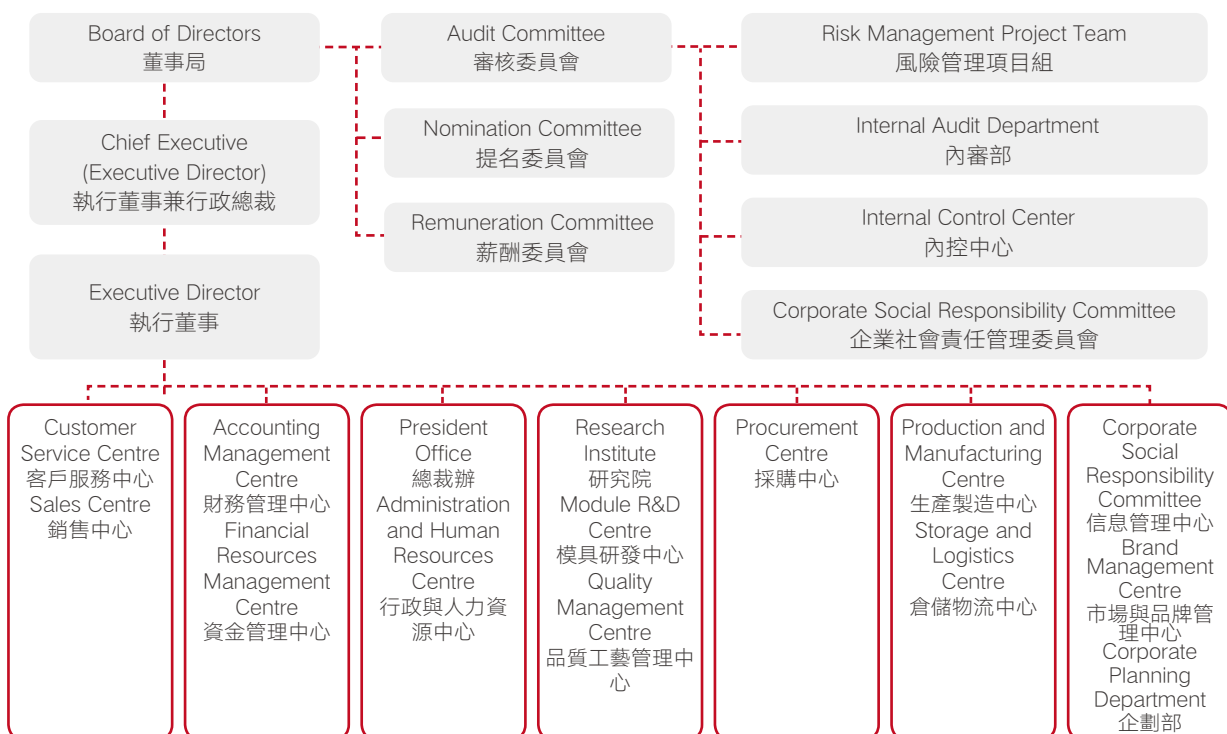 Board of Directors
董事局
Audit Committee
審核委員會
Risk Management Project Team
風險管理項目組
Chief Executive
(Executive Director)
執行董事兼行政總裁
Nomination Committee
提名委員會
Internal Audit Department
內審部
Remuneration Committee
薪酬委員會
Internal Control Center
內控中心
Executive Director
執行董事
Corporate Social Responsibility Committee
企業社會責任管理委員會
Customer
Service Centre
客戶服務中心
Sales Centre
銷售中心
Accounting
Management
Centre
財務管理中心
Financial
Resources
Management
Centre
資金管理中心
President
Office
總裁辦
Administration
and Human
Resources
Centre
行政與人力資
源中心
Research
Institute
研究院
Module R&D
Centre
模具研發中心
Quality
Management
Centre
品質工藝管理中
心
Procurement
Centre
採購中心
Production and
Manufacturing
Centre
生產製造中心
Storage and
Logistics
Centre
倉儲物流中心
Corporate
Social
Responsibility
Committee
信息管理中心
Brand
Management
Centre
市場與品牌管
理中心
Corporate
Planning
Department
企劃部